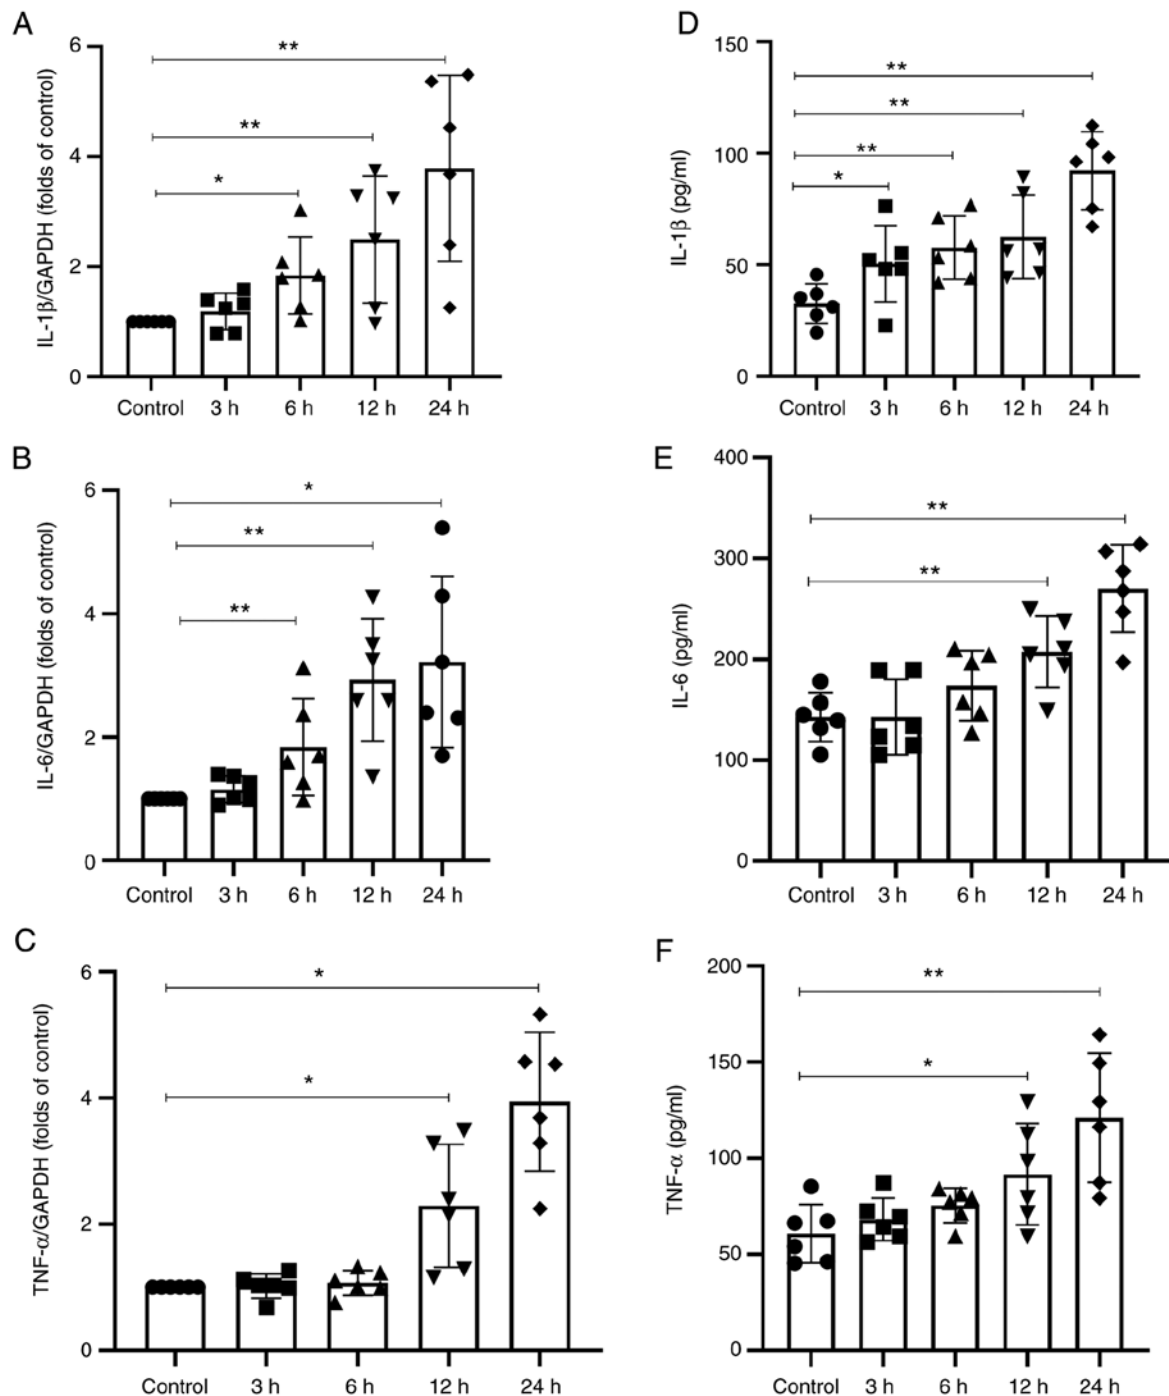 A
IL-1β/GAPDH (folds of control)
6
4
2
0
**
**
*
Control 3 h 6 h 12 h 24 h
D
IL-1β (pg/ml)
150
100
50
0
**
**
**
*
Control 3 h 6 h 12 h 24 h
B
IL-6/GAPDH (folds of control)
6
4
2
0
*
**
**
Control 3 h 6 h 12 h 24 h
E
IL-6 (pg/ml)
400
300
200
100
0
**
**
Control 3 h 6 h 12 h 24 h
C
TNF-α/GAPDH (folds of control)
6
4
2
0
*
*
Control 3 h 6 h 12 h 24 h
F
TNF-α (pg/ml)
200
150
100
50
0
**
*
Control 3 h 6 h 12 h 24 h